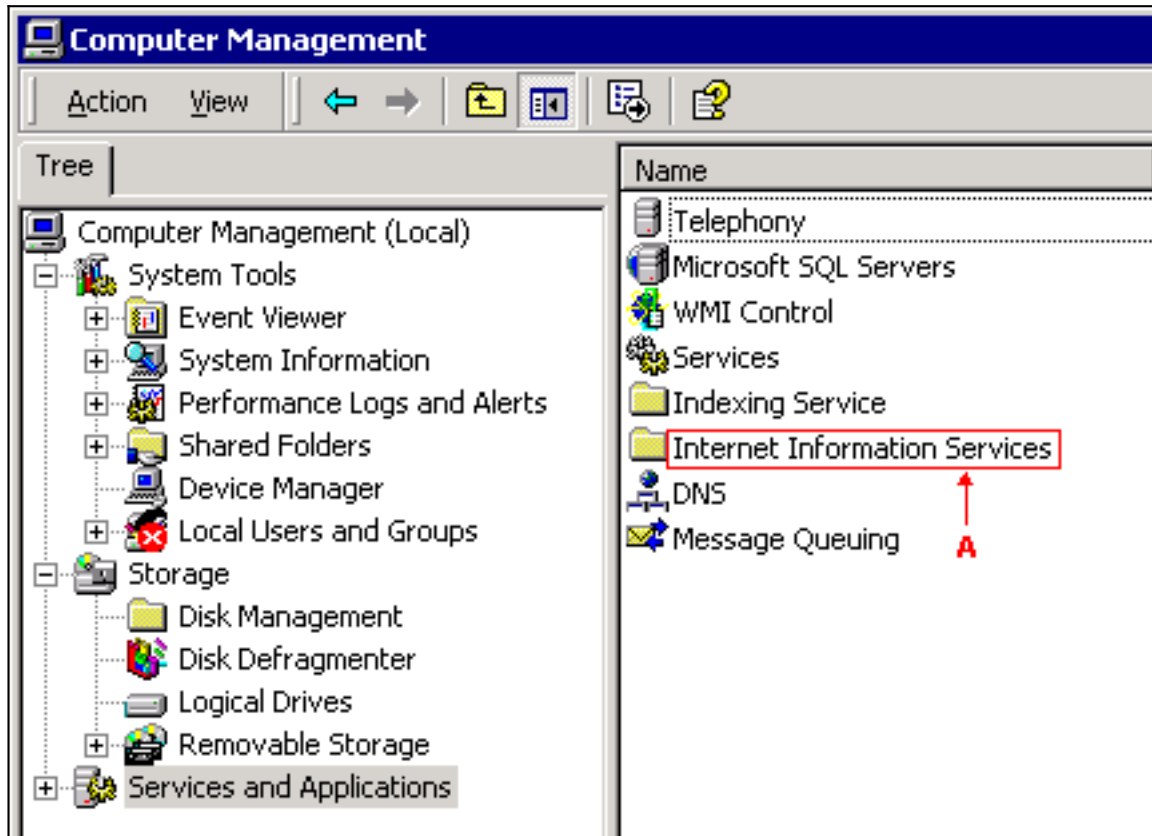 Computer Management
Action View
Tree
Computer Management (Local)
System Tools
Event Viewer
System Information
Performance Logs and Alerts
Shared Folders
Device Manager
Local Users and Groups
Storage
Disk Management
Disk Defragmenter
Logical Drives
Removable Storage
Services and Applications
Name
Telephony
Microsoft SQL Servers
WMI Control
Services
Indexing Service
Internet Information Services
DNS
Message Queuing
A